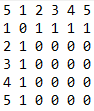 5 1 2 3 4 5
1 0 1 1 1 1
2 1 0 0 0 0
3 1 0 0 0 0
4 1 0 0 0 0
5 1 0 0 0 0